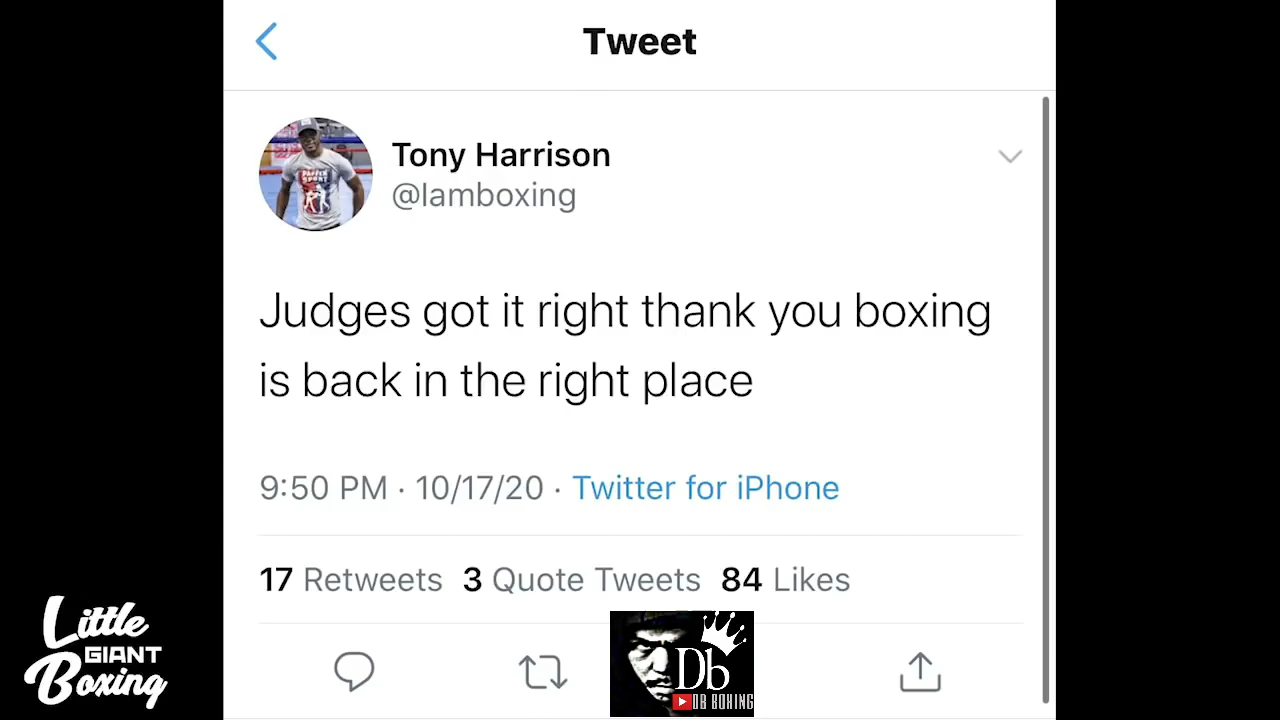 Tweet
Tony Harrison
@Iamboxing
Judges got it right thank you boxing
is back in the right place
9:50 PM · 10/17/20 · Twitter for iPhone
17 Retweets 3 Quote Tweets 84 Likes
Little
GIANT
Boxing
Db
DB BOXING